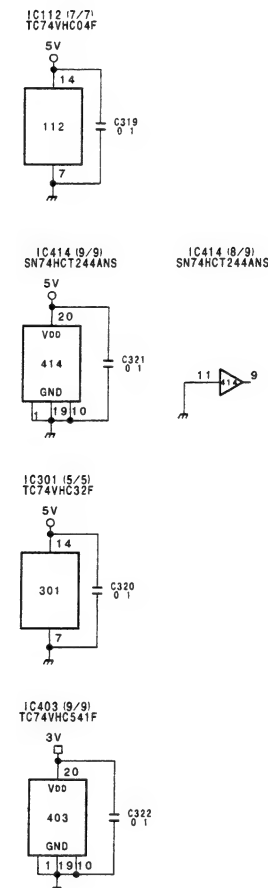 IC112 (7/7)
TC74VHC04F
5V
14
112
C319
0 1
7
IC414 (9/9)
SN74HCT244ANS
5V
20
VDD
414
GND
1 19 10
C321
0 1
IC414 (8/9)
SN74HCT244ANS
11 414 9
IC301 (5/5)
TC74VHC32F
5V
14
301
C320
0 1
7
IC403 (9/9)
TC74VHC541F
3V
20
VDD
403
GND
1 19 10
C322
0 1